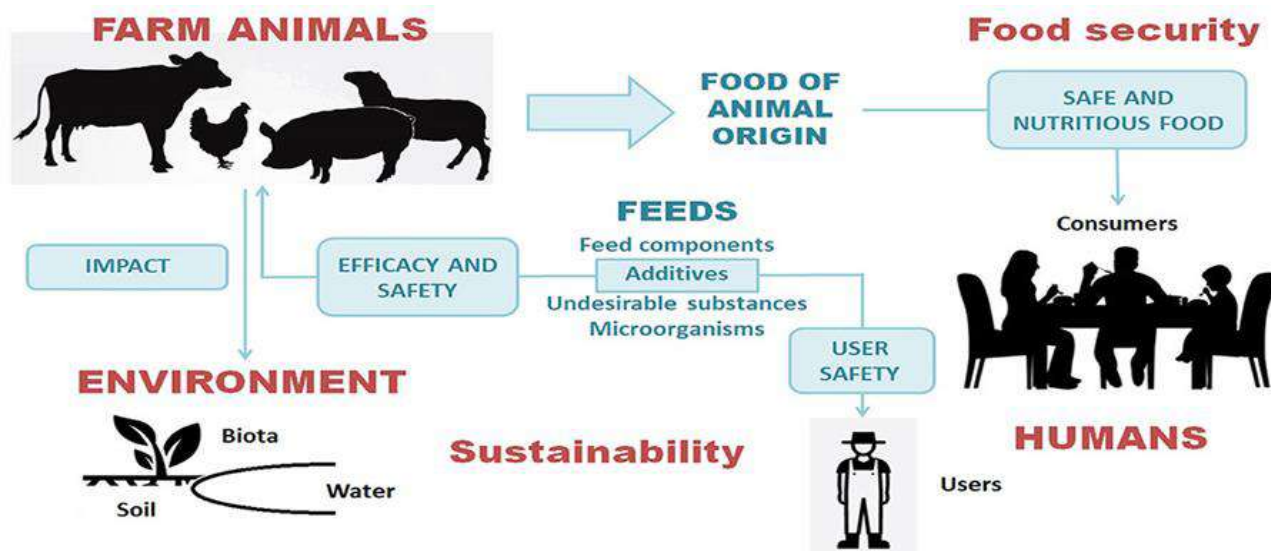 FARM ANIMALS
Food security
FOOD OF
ANIMAL
ORIGIN
SAFE AND
NUTRITIOUS FOOD
Consumers
FEEDS
Feed components
Additives
Undesirable substances
Microorganisms
IMPACT
EFFICACY AND
SAFETY
USER
SAFETY
ENVIRONMENT
Biota
Water
Soil
Sustainability
HUMANS
Users